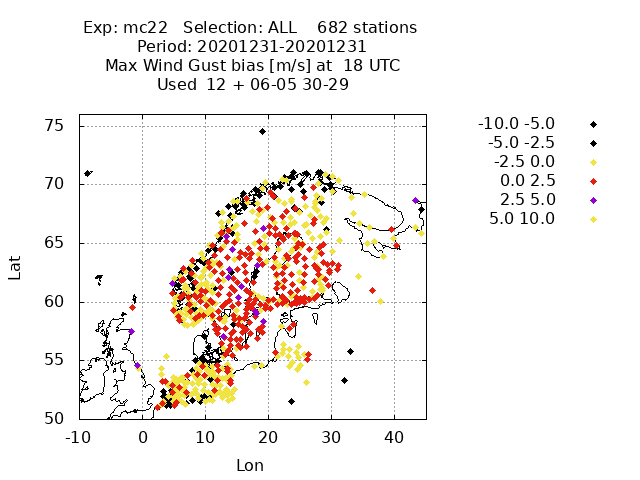 Exp: mc22 Selection: ALL 682 stations
Period: 20201231-20201231
Max Wind Gust bias [m/s] at 18 UTC
Used 12 + 06-05 30-29
-10.0 -5.0
-5.0 -2.5
-2.5 0.0
0.0 2.5
2.5 5.0
5.0 10.0
75
70
65
60
55
50
Lat
-10 0 10 20 30 40
Lon